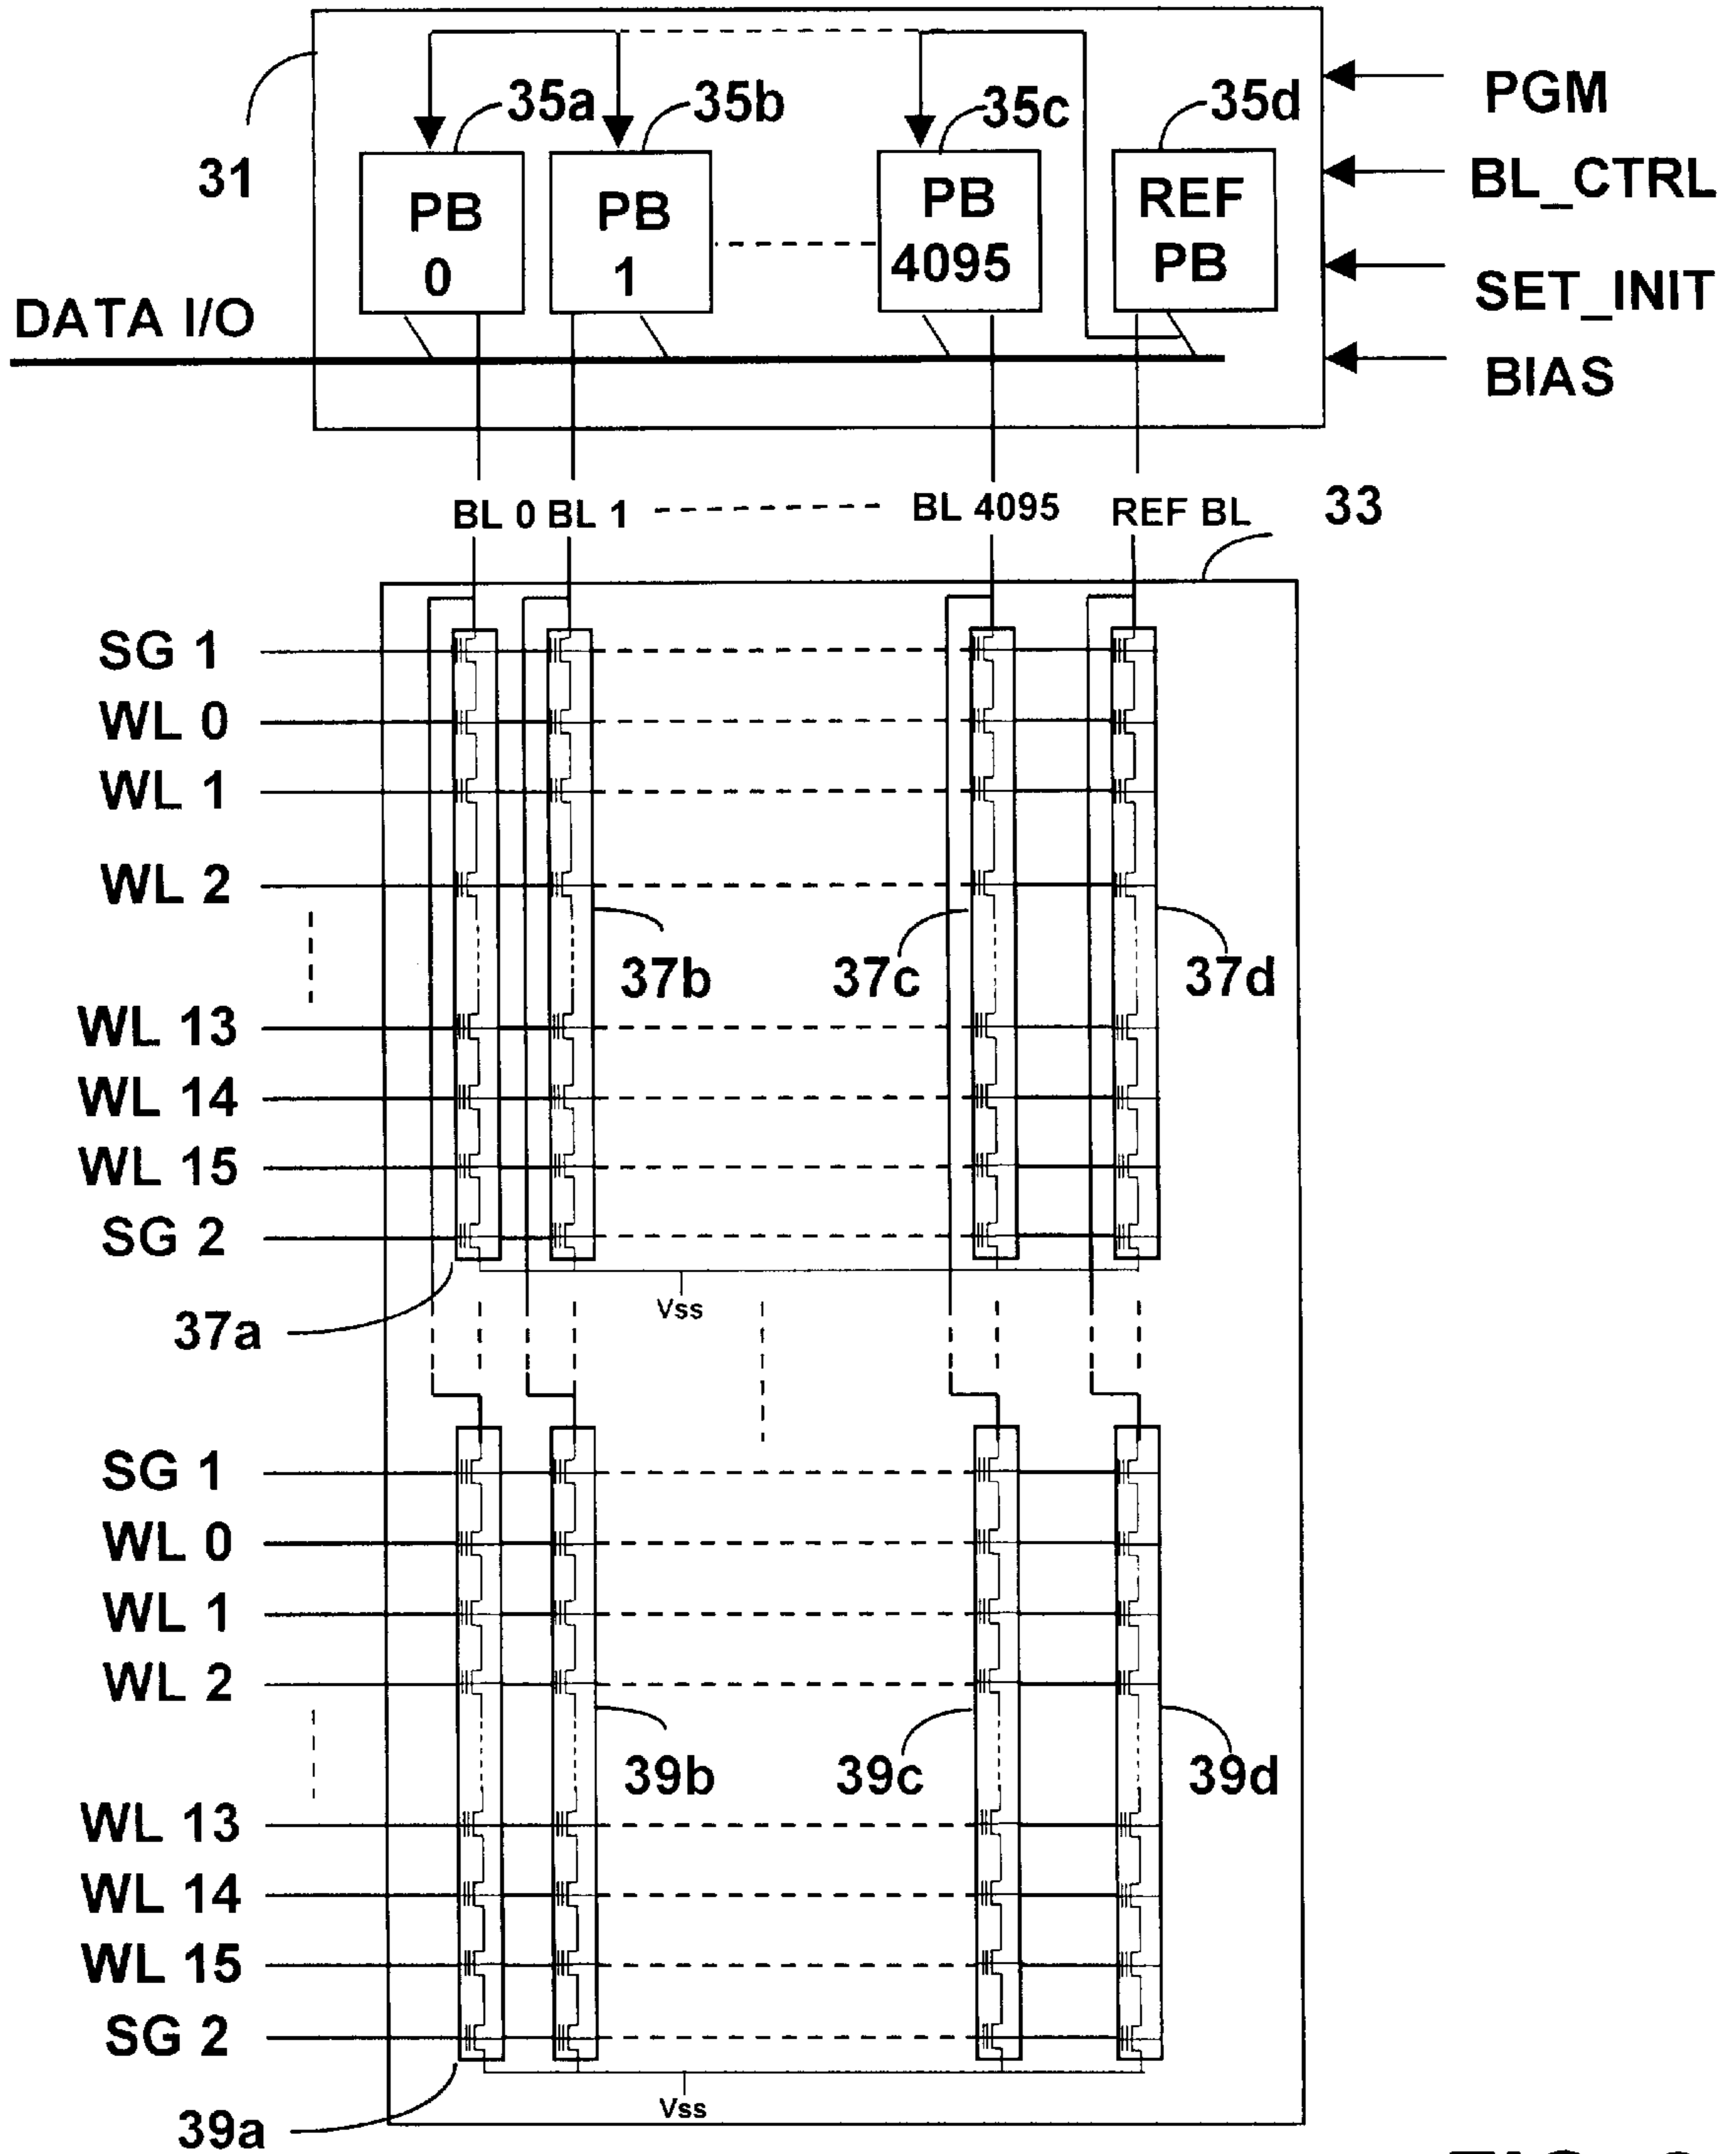 35a 35b 35c 35d
PGM
31
BL_CTRL
PB 0
PB 1
PB 4095
REF PB
SET_INIT
DATA I/O
BIAS
BL 0 BL 1 BL 4095 REF BL 33
SG 1
WL 0
WL 1
WL 2
37b 37c 37d
WL 13
WL 14
WL 15
SG 2
Vss
37a
SG 1
WL 0
WL 1
WL 2
39b 39c 39d
WL 13
WL 14
WL 15
SG 2
Vss
39a